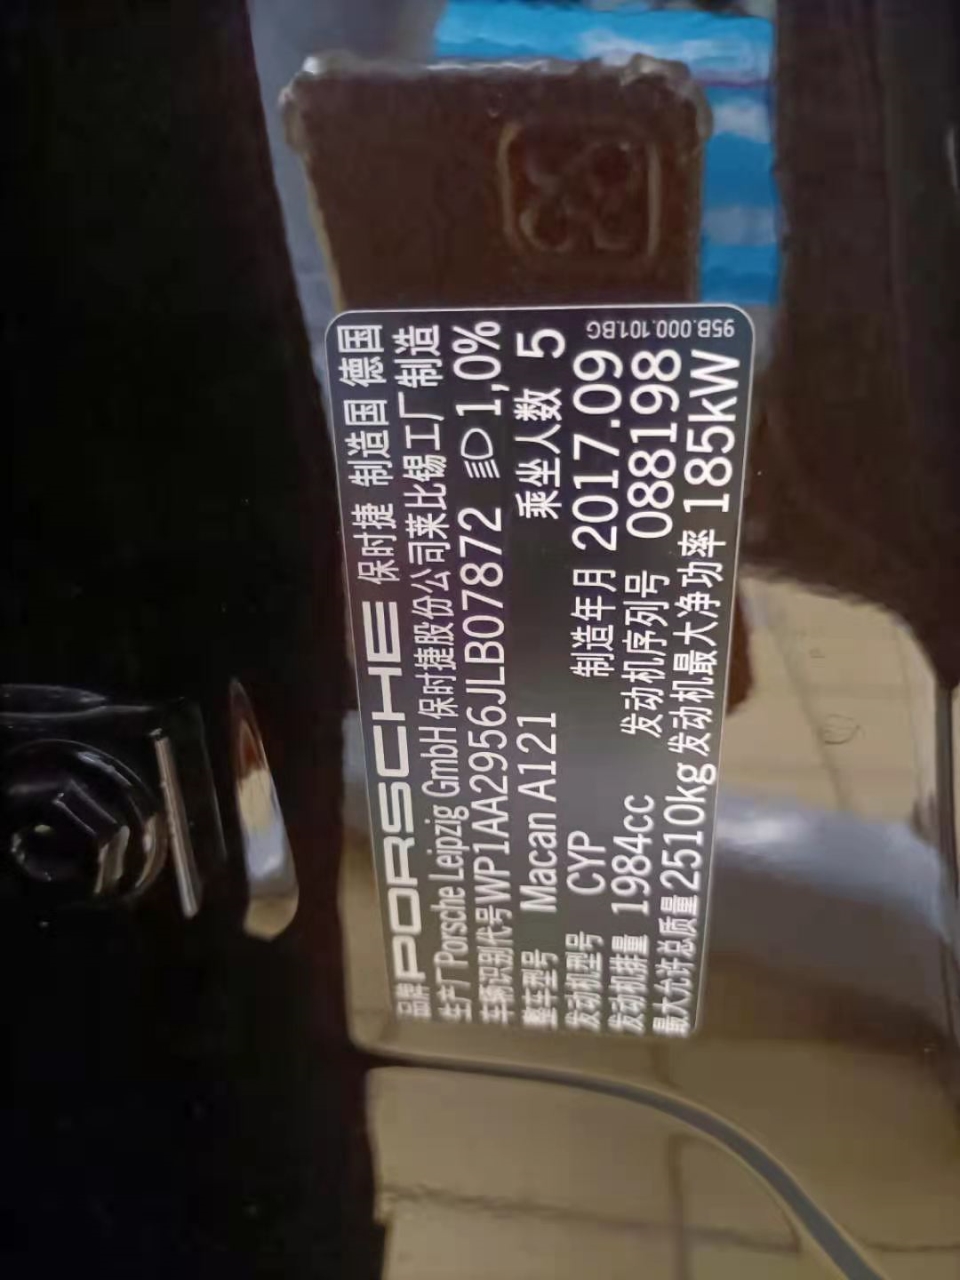 品牌 PORSCHE 保时捷 制造国 德国
生产厂 Porsche Leipzig GmbH 保时捷股份公司莱比锡工厂制造
车辆识别代号 WP1AA2956JLB07872 1,0%
整车型号 Macan A121 乘坐人数 5
发动机型号 CYP 制造年月 2017.09
发动机排量 1984cc 发动机序列号 088198
最大允许总质量 2510kg 发动机最大净功率 185kW
95B.000.101.BG